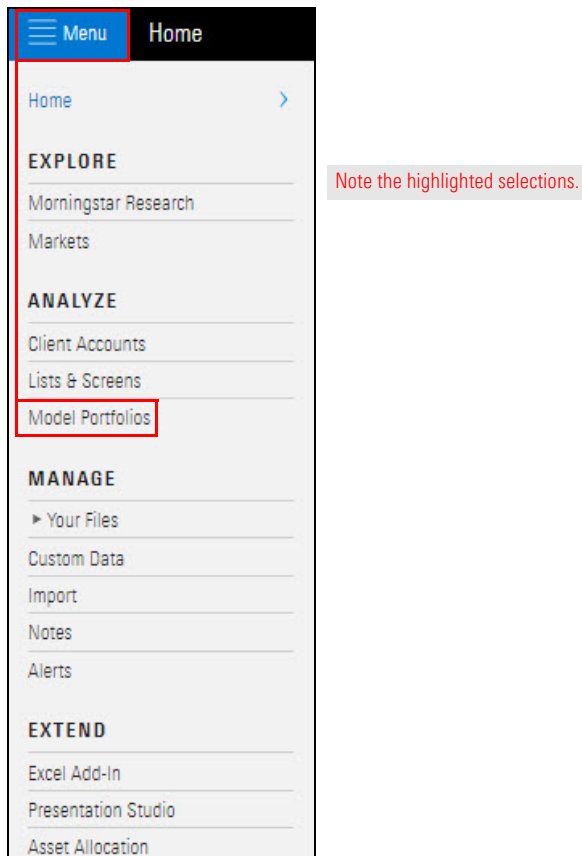 Menu Home
Home
EXPLORE
Morningstar Research
Note the highlighted selections.
Markets
ANALYZE
Client Accounts
Lists & Screens
Model Portfolios
MANAGE
Your Files
Custom Data
Import
Notes
Alerts
EXTEND
Excel Add-In
Presentation Studio
Asset Allocation